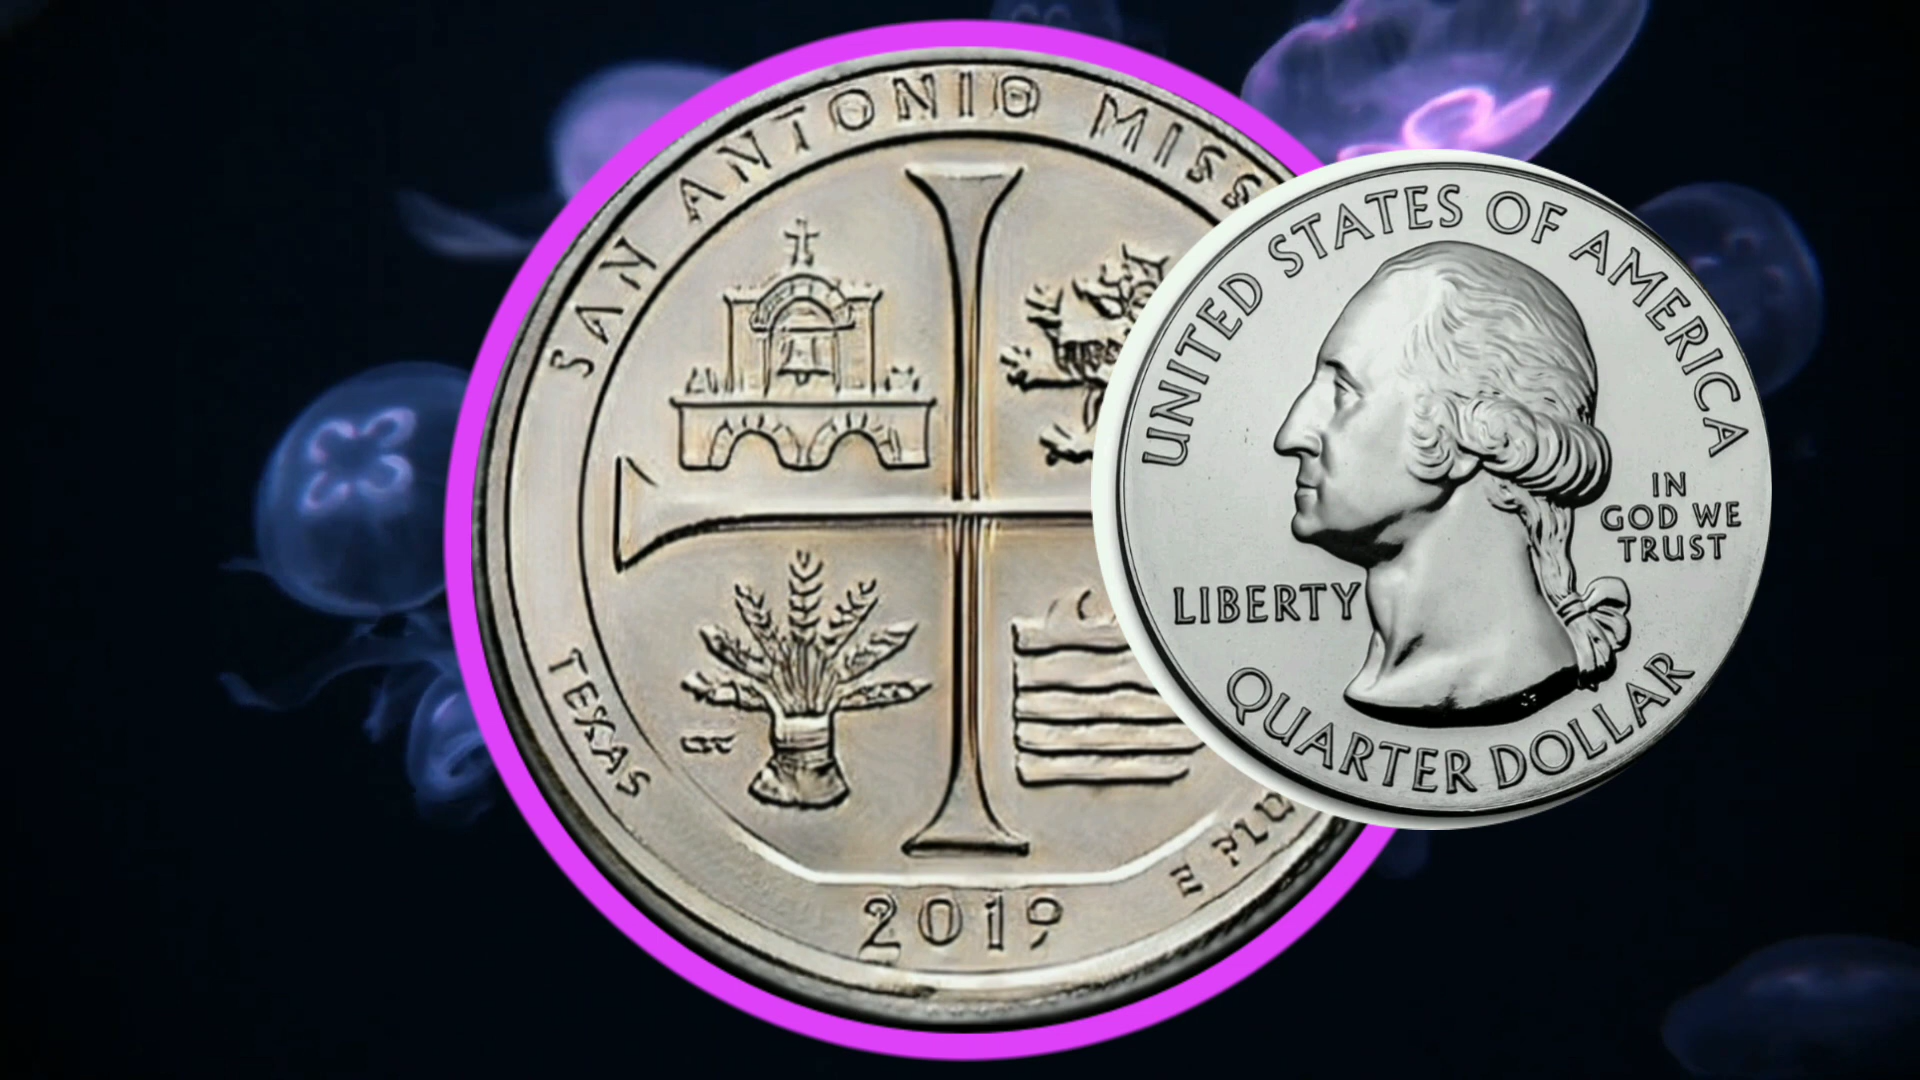 SAN ANTONIO MISS
TEXAS
2019
E PLU
UNITED STATES OF AMERICA
IN
GOD WE
TRUST
LIBERTY
QUARTER DOLLAR